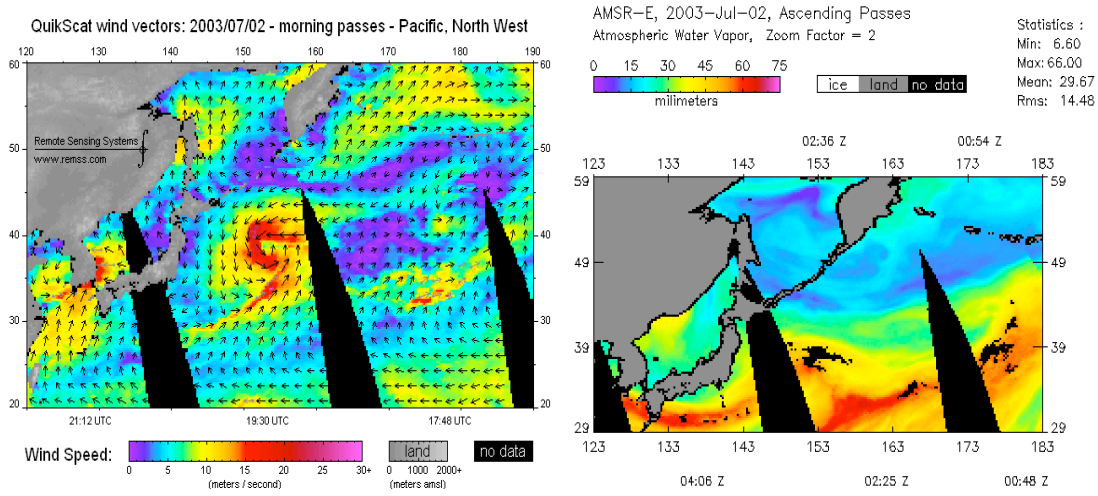 QuikScat wind vectors: 2003/07/02 - morning passes - Pacific, North West
120 130 140 150 160 170 180 190
60 60
Remote Sensing Systems
50 50
www.remss.com
40 40
30 30
20 20
21:12 UTC 19:30 UTC 17:48 UTC
Wind Speed: land no data
0 5 10 15 20 25 30+ 0 1000 2000+
(meters / second) (meters amsl)
AMSR-E, 2003-Jul-02, Ascending Passes
Atmospheric Water Vapor, Zoom Factor = 2
0 15 30 45 60 75
milimeters
ice land no data
Statistics :
Min: 6.60
Max: 66.00
Mean: 29.67
Rms: 14.48
02:36 Z 00:54 Z
123 133 143 153 163 173 183
59 59
49 49
39 39
29 29
123 133 143 153 163 173 183
04:06 Z 02:25 Z 00:48 Z